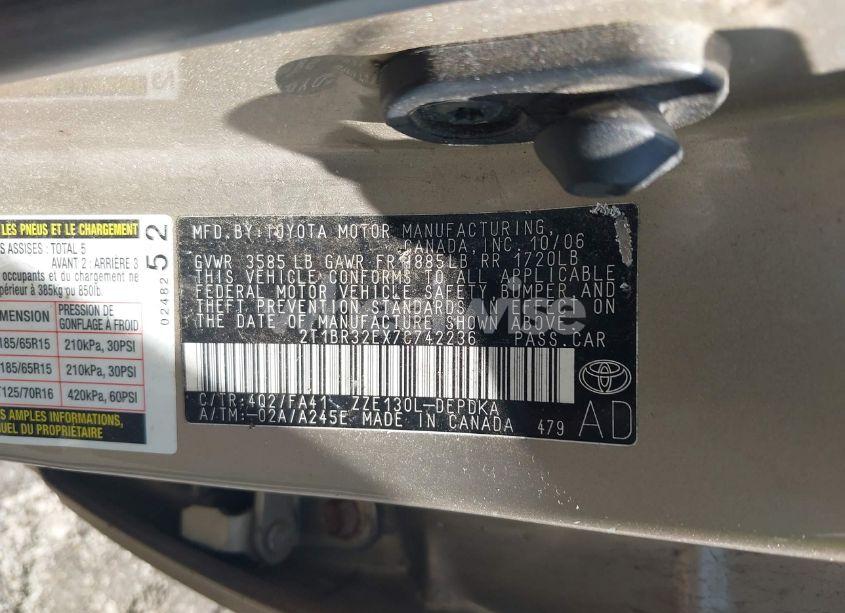 LES PNEUS ET LE CHARGEMENT
S ASSISES : TOTAL 5
AVANT 2 : ARRIÈRE 3
occupants et du chargement ne
périeur à 385kg ou 850lb.
DIMENSION
PRESSION DE GONFLAGE À FROID
185/65R15 210kPa, 30PSI
185/65R15 210kPa, 30PSI
T125/70R16 420kPa, 60PSI
S AMPLES INFORMATIONS,
NUEL DU PROPRIÉTAIRE
02482
52
MFD. BY: TOYOTA MOTOR MANUFACTURING,
CANADA, INC. 10/06
GVWR 3585 LB GAWR FR 1885LB RR 1720LB
THIS VEHICLE CONFORMS TO ALL APPLICABLE
FEDERAL MOTOR VEHICLE SAFETY, BUMPER AND
THEFT PREVENTION STANDARDS IN EFFECT ON
THE DATE OF MANUFACTURE SHOWN ABOVE.
2T1BR32EX7C742236 PASS.CAR
C/TR:4Q2/FA41 ZZE130L-DEPDKA
A/TM:-02A/A245E MADE IN CANADA 479
AD